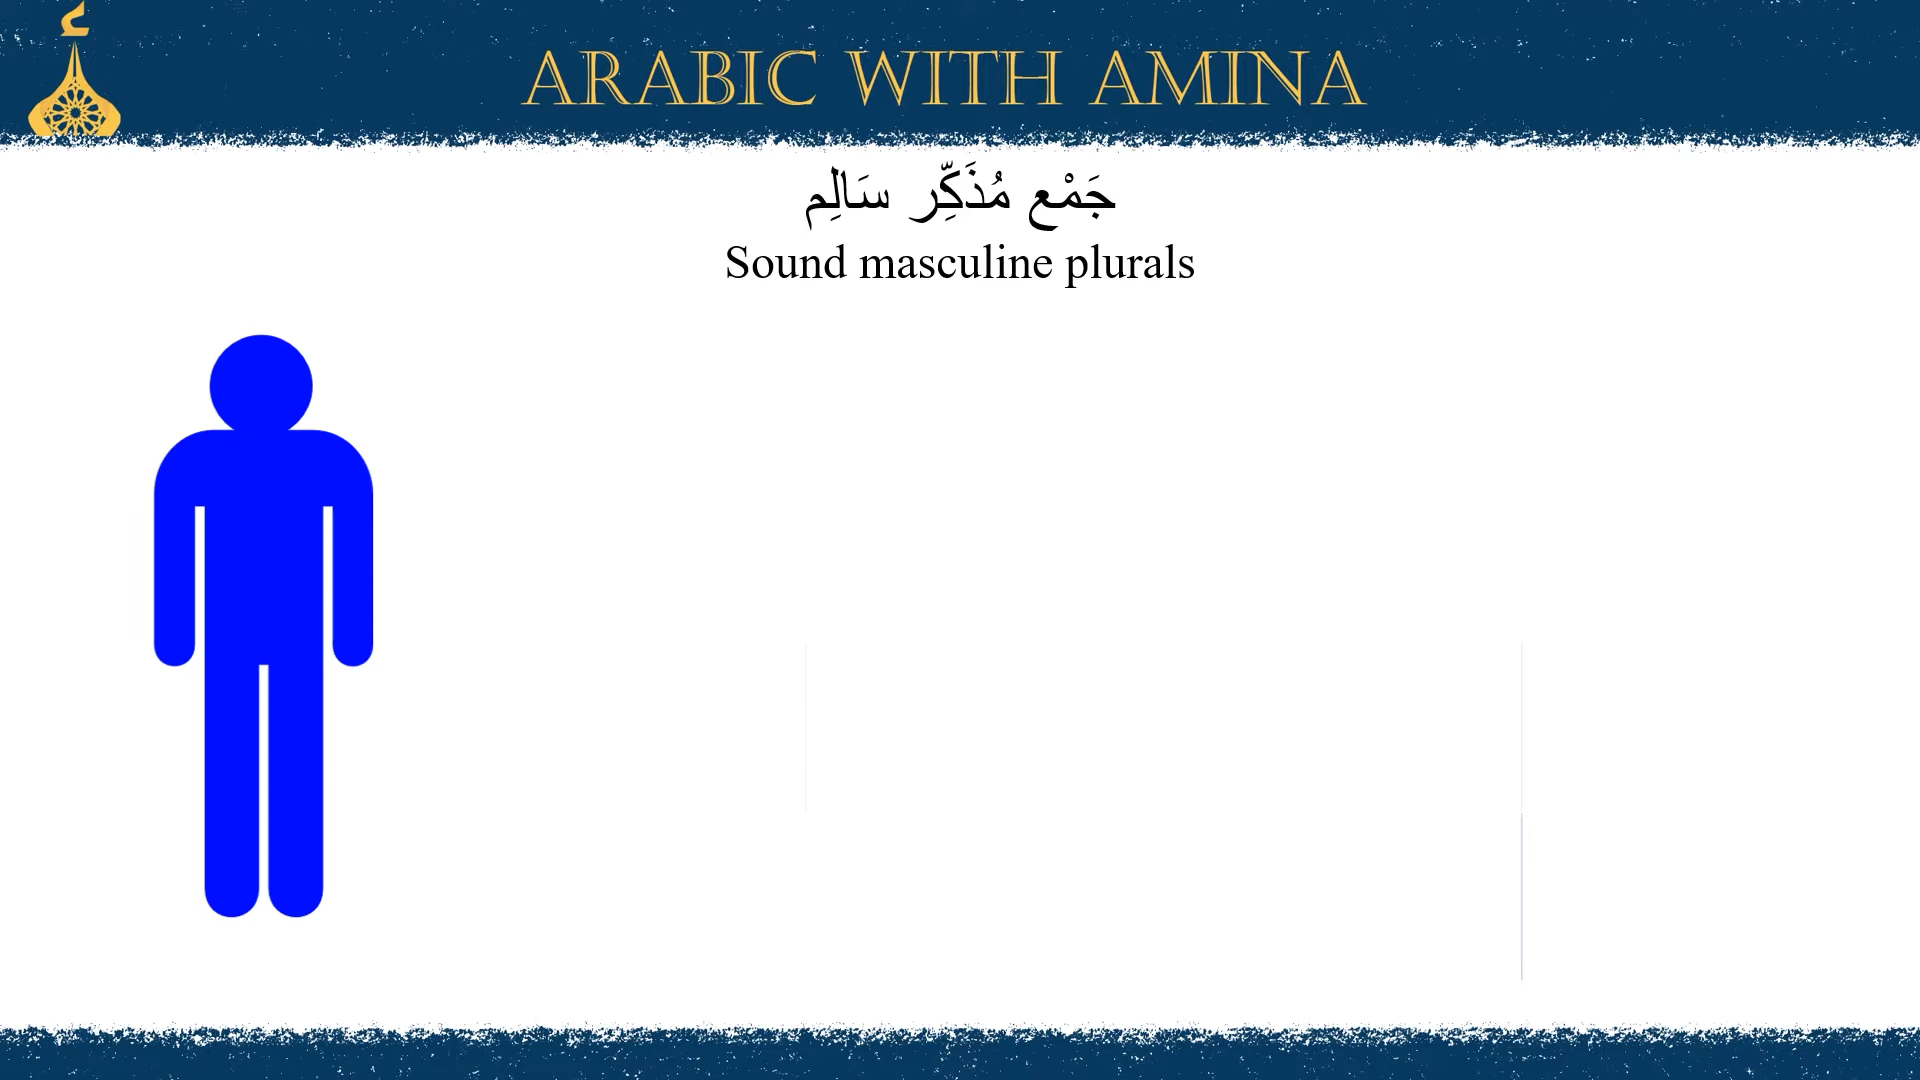 ARABIC WITH AMINA
جَمْع مُذَكِّر سَالِم
Sound masculine plurals